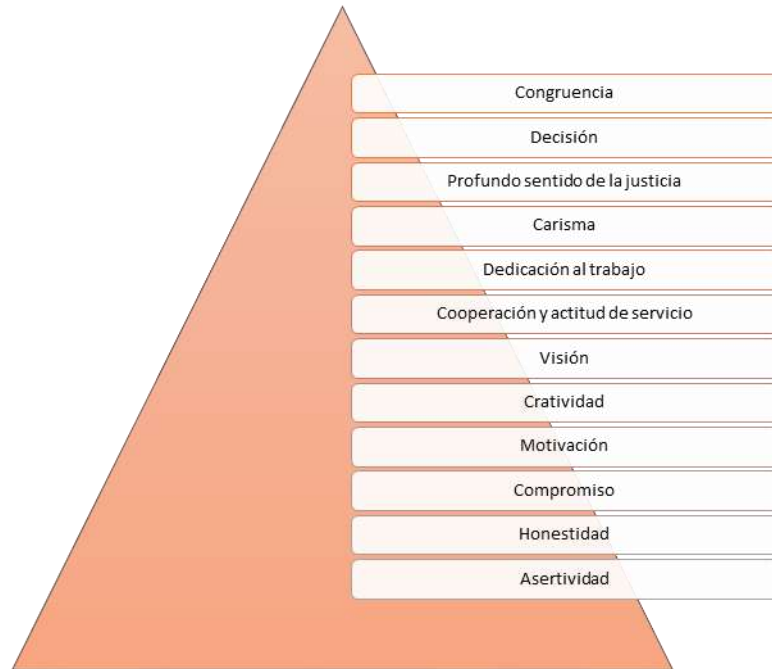 Congruencia
Decisión
Profundo sentido de la justicia
Carisma
Dedicación al trabajo
Cooperación y actitud de servicio
Visión
Cratividad
Motivación
Compromiso
Honestidad
Asertividad